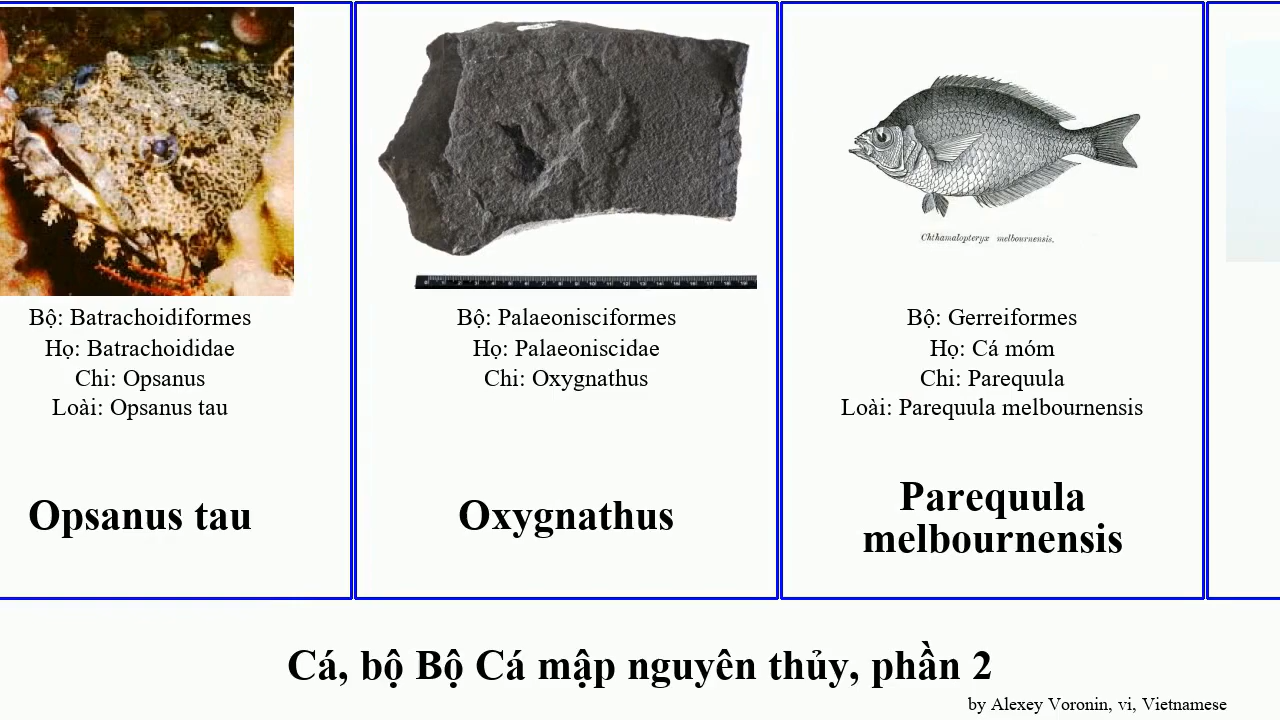 Bộ: Batrachoidiformes
Họ: Batrachoididae
Chi: Opsanus
Loài: Opsanus tau
Opsanus tau
Bộ: Palaeonisciformes
Họ: Palaeoniscidae
Chi: Oxygnathus
Oxygnathus
Chthamalopteryx melbournensis.
Bộ: Gerreiformes
Họ: Cá móm
Chi: Parequula
Loài: Parequula melbournensis
Parequula
melbournensis
Cá, bộ Bộ Cá mập nguyên thủy, phần 2
by Alexey Voronin, vi, Vietnamese